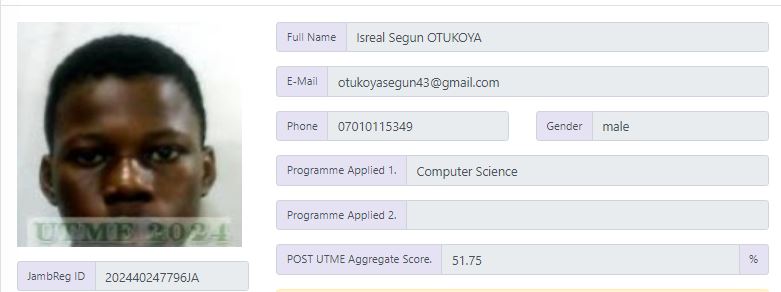 Full Name Isreal Segun OTUKOYA
E-Mail otukoyasegun43@gmail.com
Phone 07010115349 Gender male
Programme Applied 1. Computer Science
Programme Applied 2.
UTME 2024
POST UTME Aggregate Score. 51.75 %
JambReg ID 202440247796JA